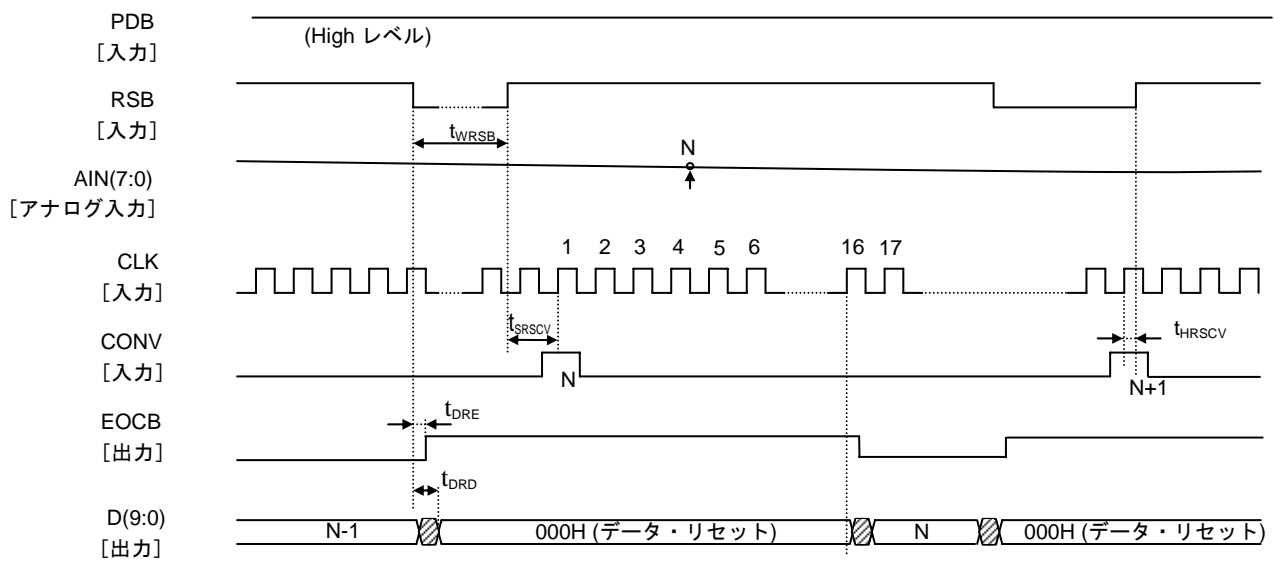 PDB
[入力]
(High レベル)
RSB
[入力]
tWRSB
N
AIN(7:0)
[アナログ入力]
CLK
[入力]
1 2 3 4 5 6 16 17
CONV
[入力]
tSRSCV
tHRSCV
N
N+1
EOCB
[出力]
tDRE
tDRD
D(9:0)
[出力]
N-1
000H (データ・リセット)
N
000H (データ・リセット)